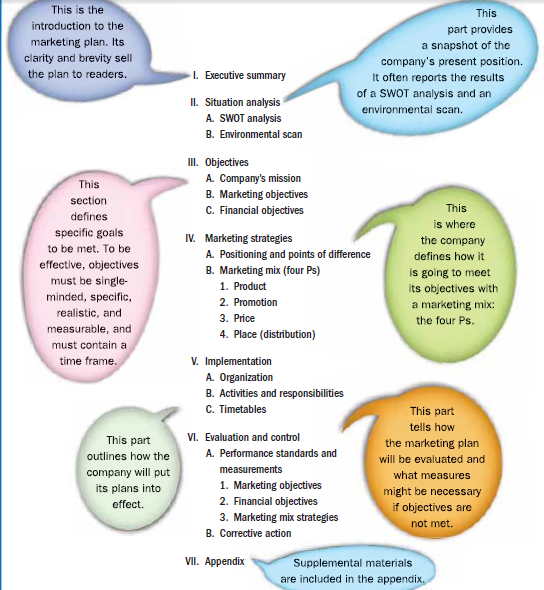 This is the
introduction to the
marketing plan. Its
clarity and brevity sell
the plan to readers.
This
part provides
a snapshot of the
company's present position.
It often reports the results
of a SWOT analysis and an
environmental scan.
I. Executive summary
II. Situation analysis
A. SWOT analysis
B. Environmental scan
This
section
defines
specific goals
to be met. To be
effective, objectives
must be single-
minded, specific,
realistic, and
measurable, and
must contain a
time frame.
III. Objectives
A. Company's mission
B. Marketing objectives
C. Financial objectives
IV. Marketing strategies
A. Positioning and points of difference
B. Marketing mix (four Ps)
1. Product
2. Promotion
3. Price
4. Place (distribution)
This
is where
the company
defines how it
is going to meet
its objectives with
a marketing mix:
the four Ps.
V. Implementation
A. Organization
B. Activities and responsibilities
C. Timetables
This part
outlines how the
company will put
its plans into
effect.
VI. Evaluation and control
A. Performance standards and
measurements
1. Marketing objectives
2. Financial objectives
3. Marketing mix strategies
B. Corrective action
This part
tells how
the marketing plan
will be evaluated and
what measures
might be necessary
if objectives are
not met.
VII. Appendix
Supplemental materials
are included in the appendix.